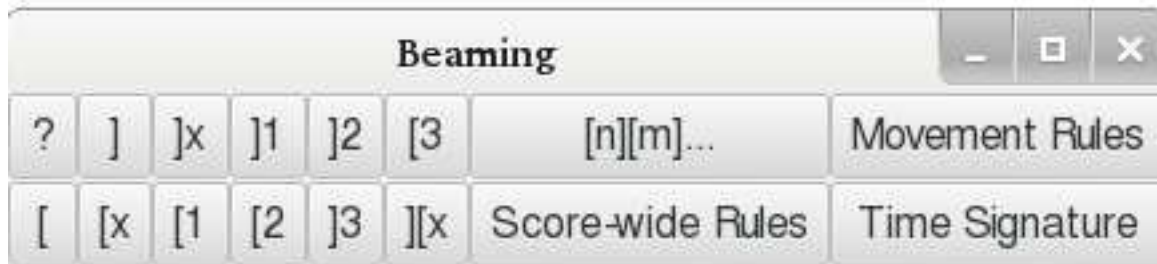 Beaming
? ] ]x ]1 ]2 [3 [n][m]... Movement Rules
[ [x [1 [2 ]3 ][x Score-wide Rules Time Signature